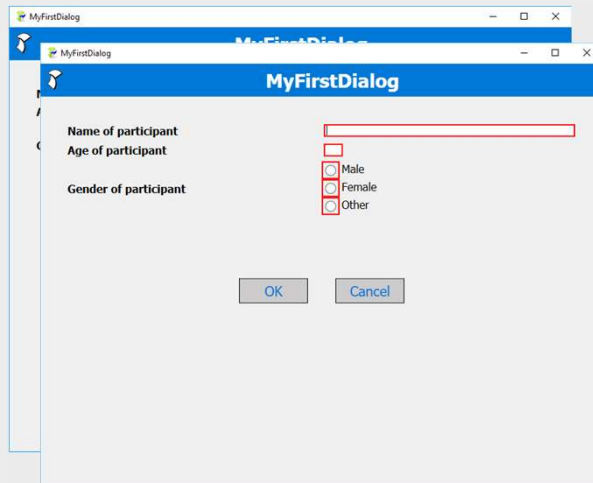 MyFirstDialog
MyFirstDialog
MyFirstDialog
Name of participant
Age of participant
Male
Gender of participant
Female
Other
OK
Cancel